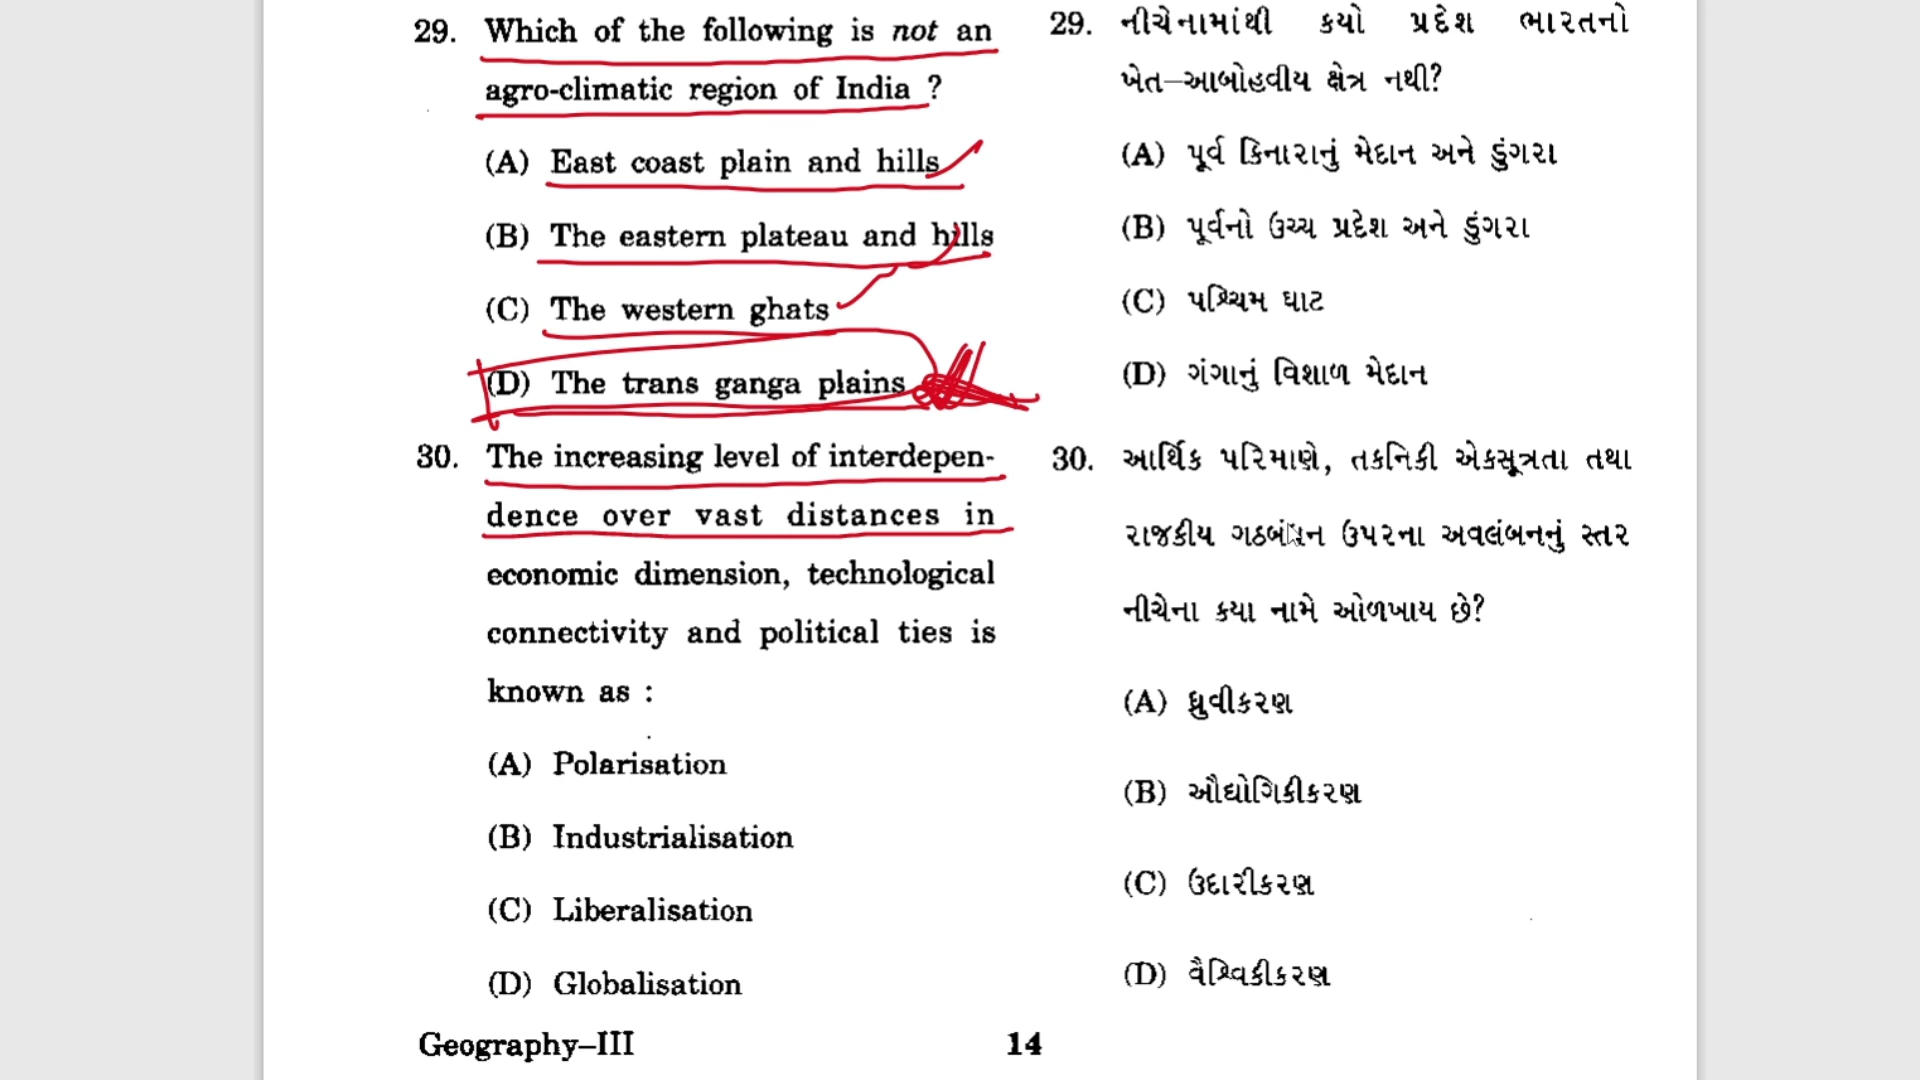 29. Which of the following is not an
agro-climatic region of India ?
(A) East coast plain and hills
(B) The eastern plateau and hills
(C) The western ghats
(D) The trans ganga plains
30. The increasing level of interdepen-
dence over vast distances in
economic dimension, technological
connectivity and political ties is
known as :
(A) Polarisation
(B) Industrialisation
(C) Liberalisation
(D) Globalisation
29. નીચેનામાંથી કયો પ્રદેશ ભારતનો
ખેત–આબોહવીય ક્ષેત્ર નથી?
(A) પૂર્વ કિનારાનું મેદાન અને ડુંગરા
(B) પૂર્વનો ઉચ્ચ પ્રદેશ અને ડુંગરા
(C) પશ્ચિમ ઘાટ
(D) ગંગાનું વિશાળ મેદાન
30. આર્થિક પરિમાણે, તકનિકી એકસૂત્રતા તથા
રાજકીય ગઠબંધન ઉપરના અવલંબનનું સ્તર
નીચેના કયા નામે ઓળખાય છે?
(A) ધ્રુવીકરણ
(B) ઔદ્યોગિકીકરણ
(C) ઉદારીકરણ
(D) વૈશ્વિકીકરણ
Geography–III 14